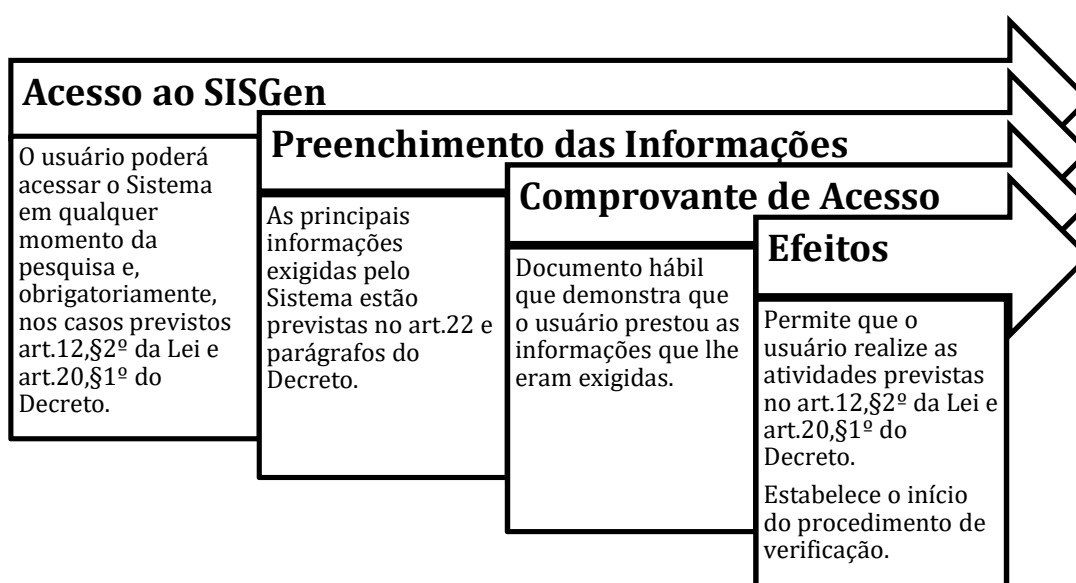 Acesso ao SISGen
O usuário poderá
acessar o Sistema
em qualquer
momento da
pesquisa e,
obrigatoriamente,
nos casos previstos
art.12,§2º da Lei e
art.20,§1º do
Decreto.
Preenchimento das Informações
As principais
informações
exigidas pelo
Sistema estão
previstas no art.22 e
parágrafos do
Decreto.
Comprovante de Acesso
Documento hábil
que demonstra que
o usuário prestou as
informações que lhe
eram exigidas.
Efeitos
Permite que o
usuário realize as
atividades previstas
no art.12,§2º da Lei e
art.20,§1º do
Decreto.
Estabelece o início
do procedimento de
verificação.